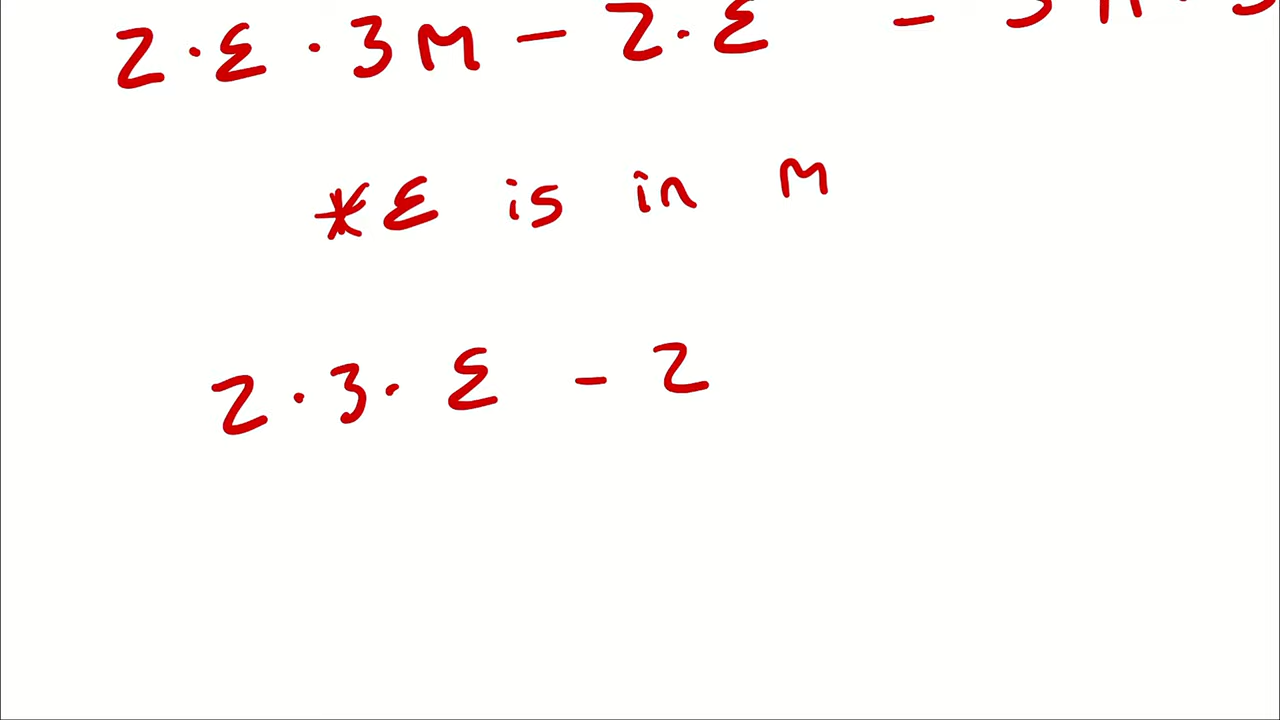 2 · Σ · 3M − 2 · Σ −
*Σ is in M
2 · 3 · Σ − 2